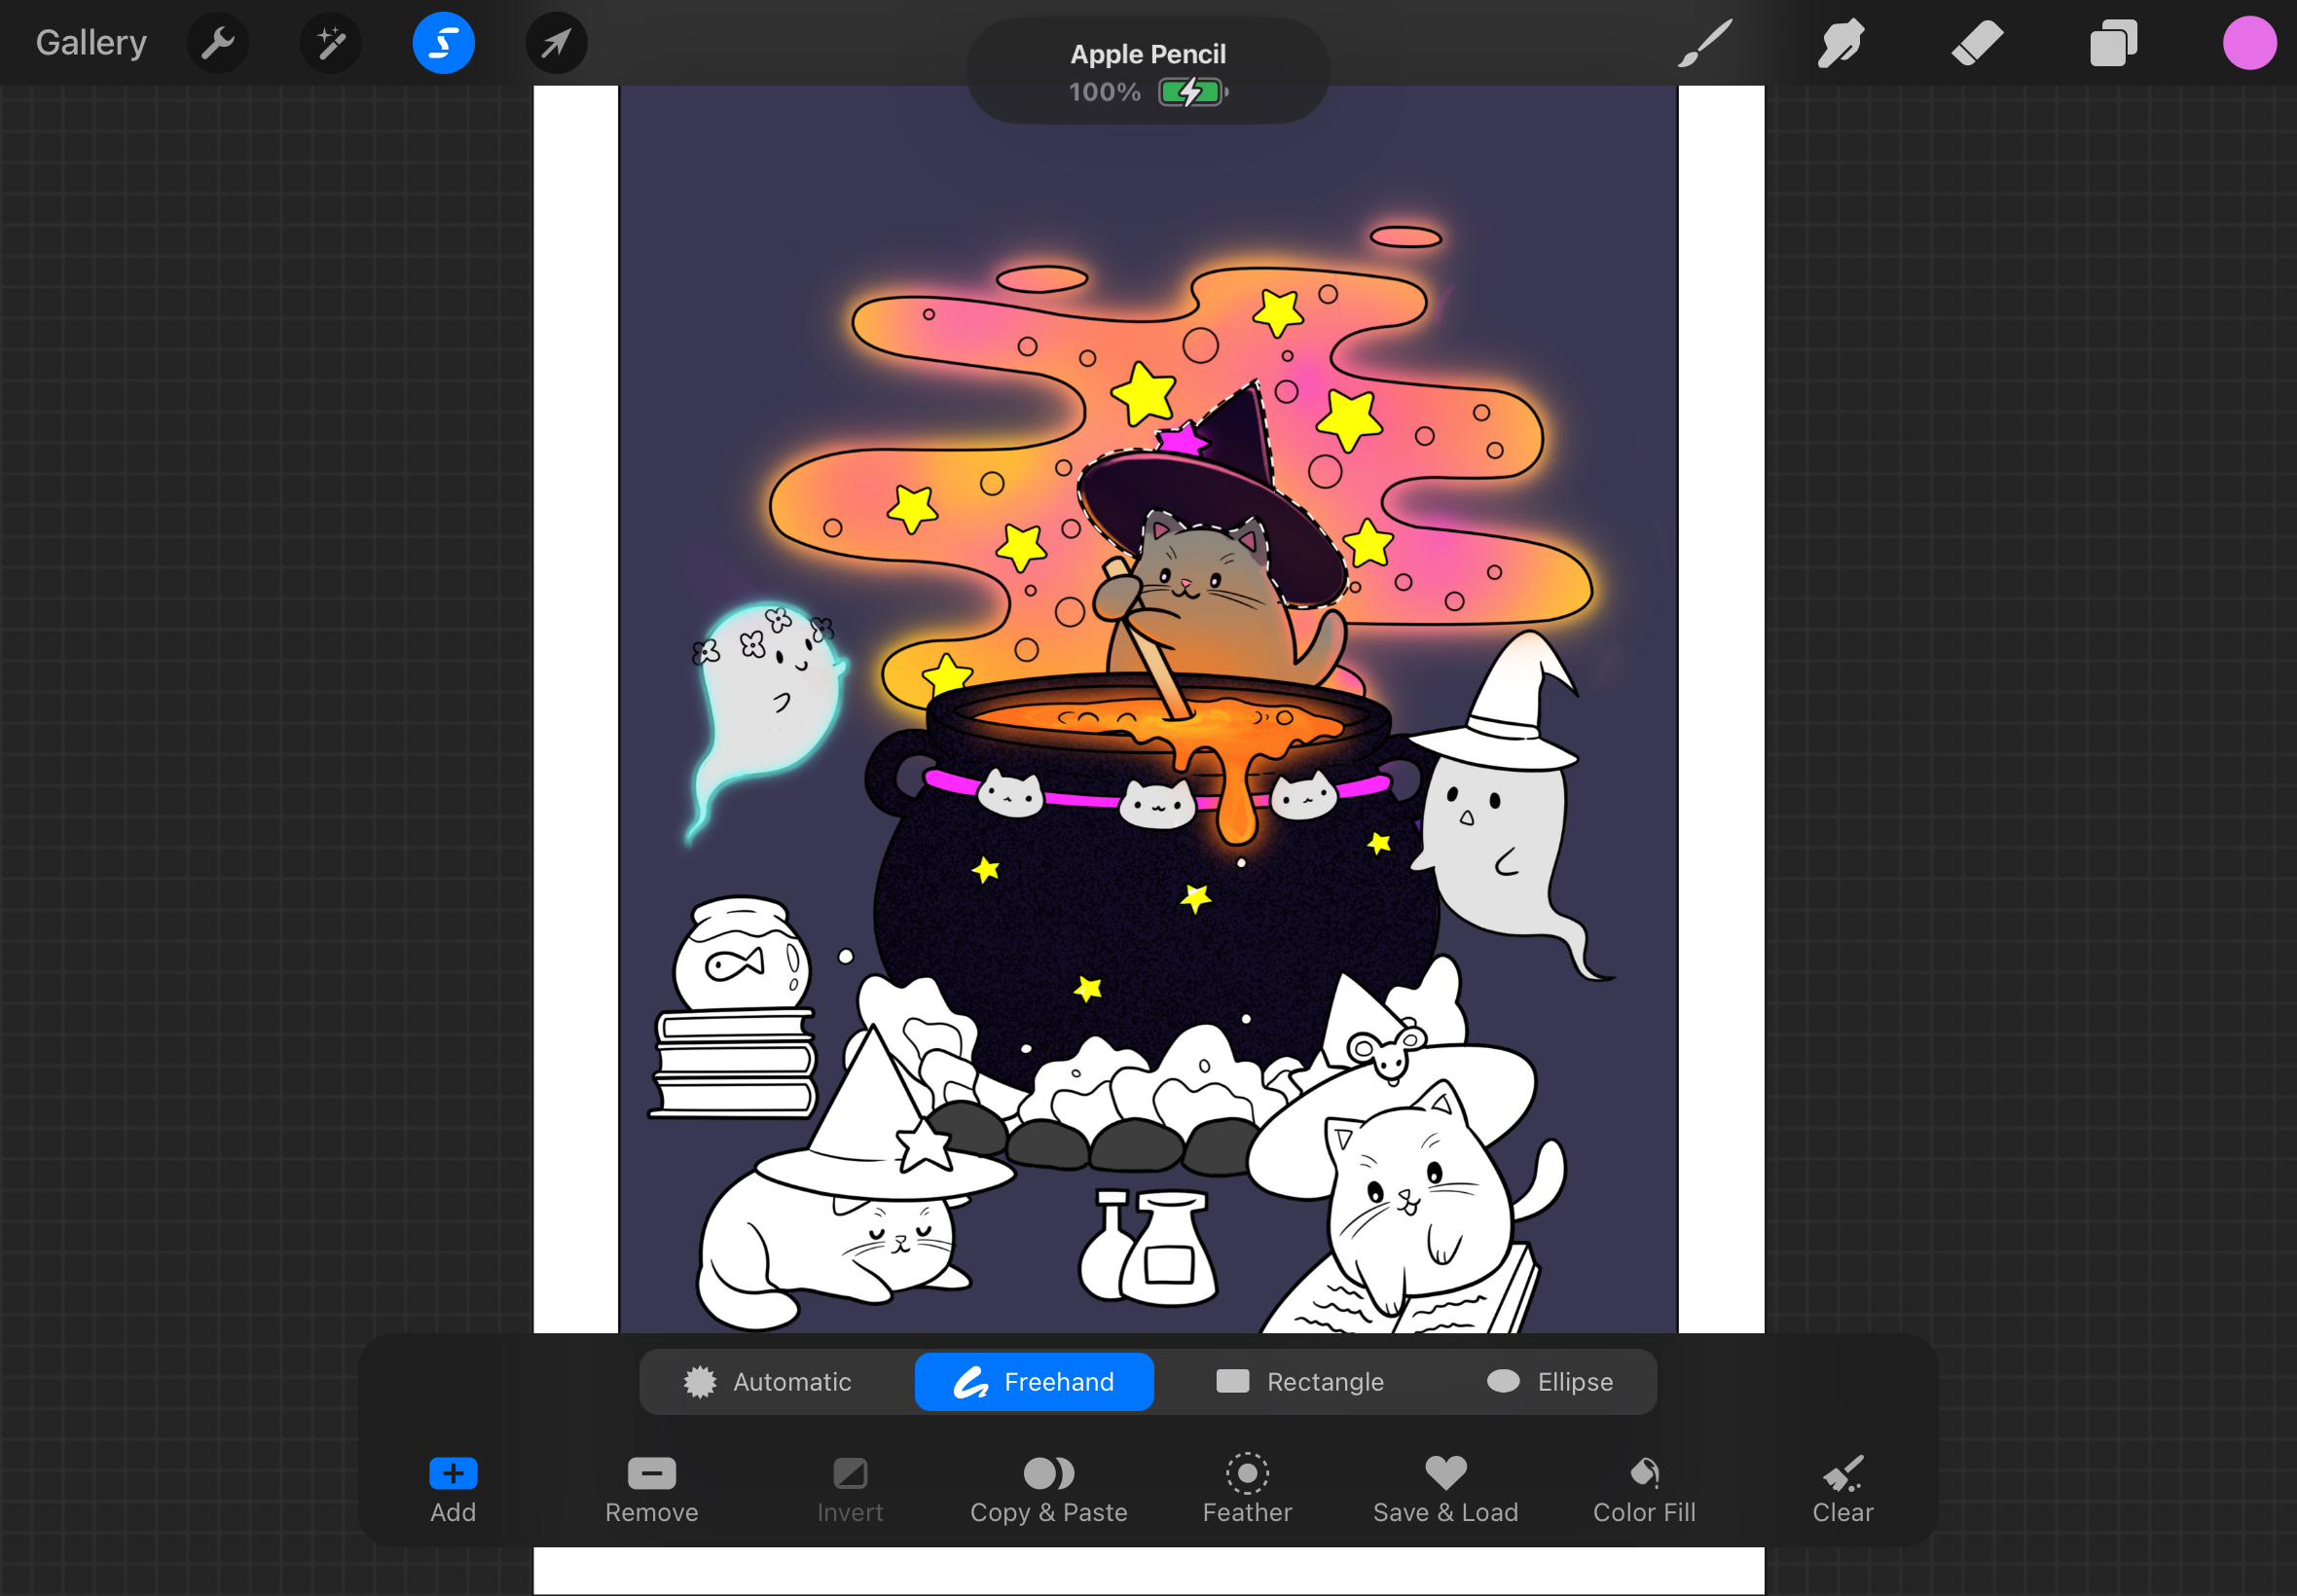 Gallery
Apple Pencil
100%
Automatic
Freehand
Rectangle
Ellipse
Add
Remove
Invert
Copy & Paste
Feather
Save & Load
Color Fill
Clear